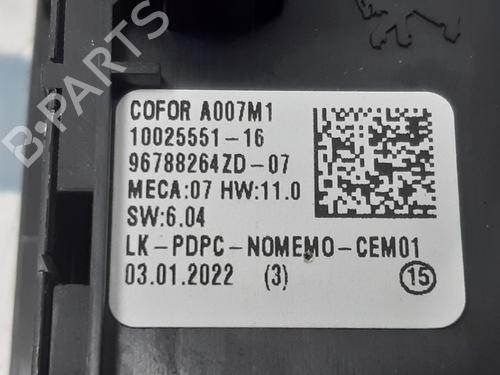 B-PARTS
COFOR A007M1
10025551-16
96788264ZD-07
MECA:07 HW:11.0
SW:6.04
LK-PDPC-NOMEMO-CEM01
03.01.2022 (3) 15